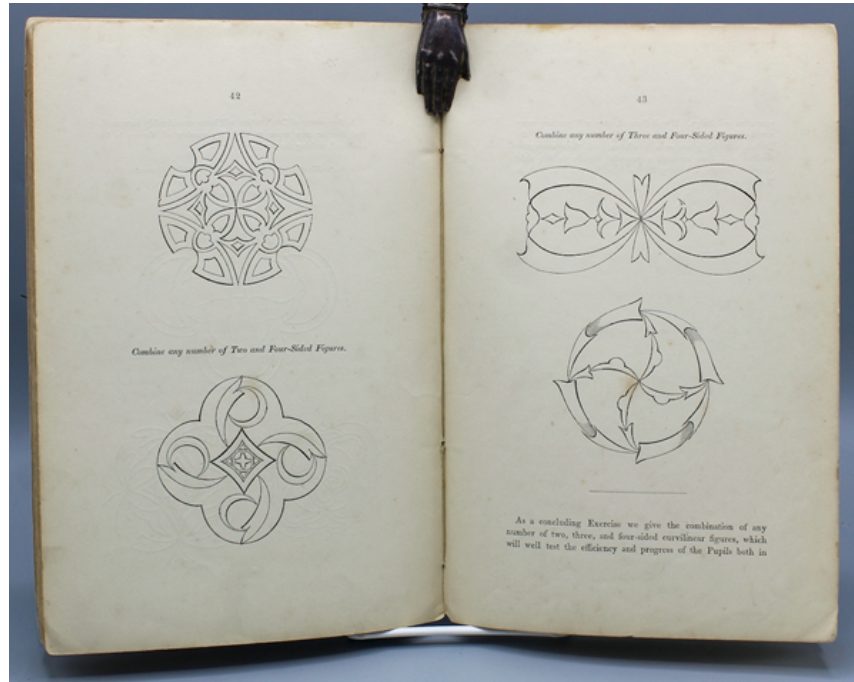 42
Combine any number of Two and Four-Sided Figures.
43
Combine any number of Three and Four-Sided Figures.
As a concluding Exercise we give the combination of any
number of two, three, and four-sided curvilinear figures, which
will well test the efficiency and progress of the Pupils both in